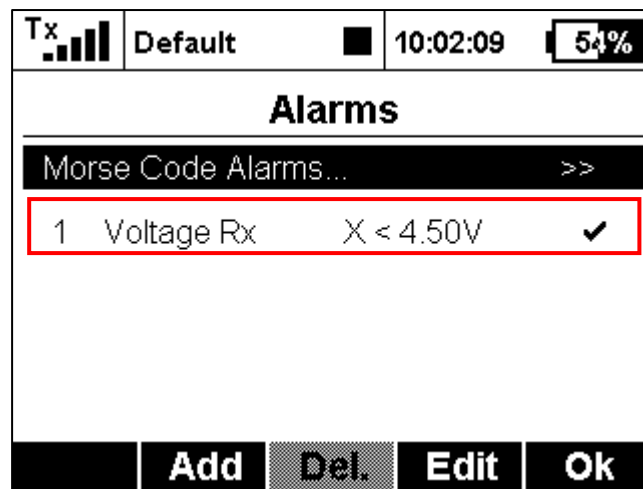 Tx Default 10:02:09 54%
Alarms
Morse Code Alarms... >>
1 Voltage Rx X < 4.50V ✔
Add Del. Edit Ok